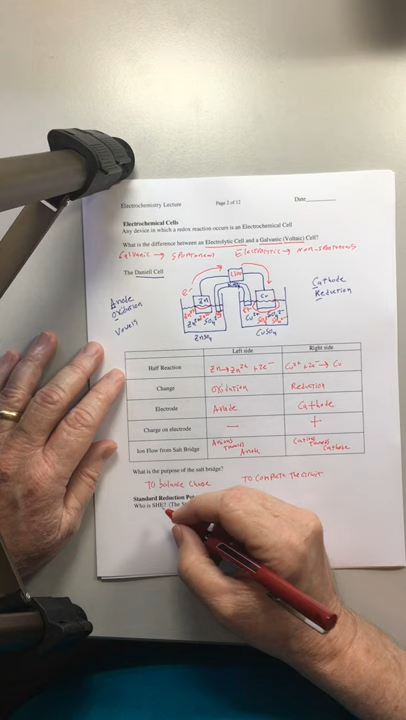 Electrochemistry Lecture Page 2 of 12 Date
Electrochemical Cells
Any device in which a redox reaction occurs is an Electrochemical Cell
What is the difference between an Electrolytic Cell and a Galvanic (Voltaic) Cell?
Galvanic → Spontaneous Electrolytic → Non-spontaneous
The Daniell Cell
Anode
Oxidation
Vowels
Cathode
Reduction
e⁻
Zn
Cu
ZnSO₄
CuSO₄
Left side Right side
Half Reaction Zn → Zn²⁺ + 2e⁻ Cu²⁺ + 2e⁻ → Cu
Change Oxidation Reduction
Electrode Anode Cathode
Charge on electrode − +
Ion Flow from Salt Bridge Anions Towards Anode Cations Towards Cathode
What is the purpose of the salt bridge?
To Balance Charge To Complete the Circuit
Standard Reduction
Who is SHE? (The